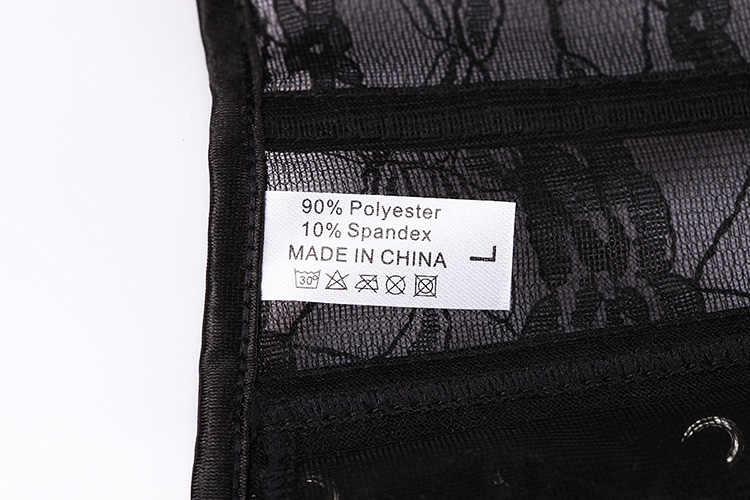 90% Polyester
10% Spandex
MADE IN CHINA
L
30°